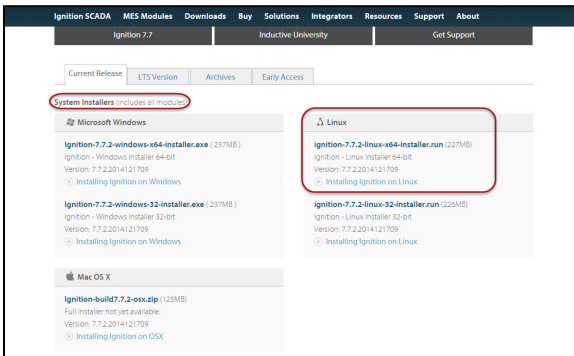 Ignition SCADA MES Modules Downloads Buy Solutions Integrators Resources Support About
Ignition 7.7 Inductive University Get Support
Current Release LTS Version Archives Early Access
System Installers (includes all modules)
Microsoft Windows
Ignition-7.7.2-windows-x64-installer.exe ( 237MB )
Ignition - Windows Installer 64-bit
Version: 7.7.2.2014121709
Installing Ignition on Windows
Ignition-7.7.2-windows-x32-installer.exe ( 237MB )
Ignition - Windows Installer 32-bit
Version: 7.7.2.2014121709
Installing Ignition on Windows
Linux
ignition-7.7.2-linux-x64-installer.run (227MB)
Ignition - Linux Installer 64-bit
Version: 7.7.2.2014121709
Installing Ignition on Linux
ignition-7.7.2-linux-32-installer.run (226MB)
Ignition - Linux Installer 32-bit
Version: 7.7.2.2014121709
Installing Ignition on Linux
Mac OS X
Ignition-build7.7.2-osx.zip (125MB)
Full installer not yet available.
Version: 7.7.2.2014121709
Installing Ignition on OSX